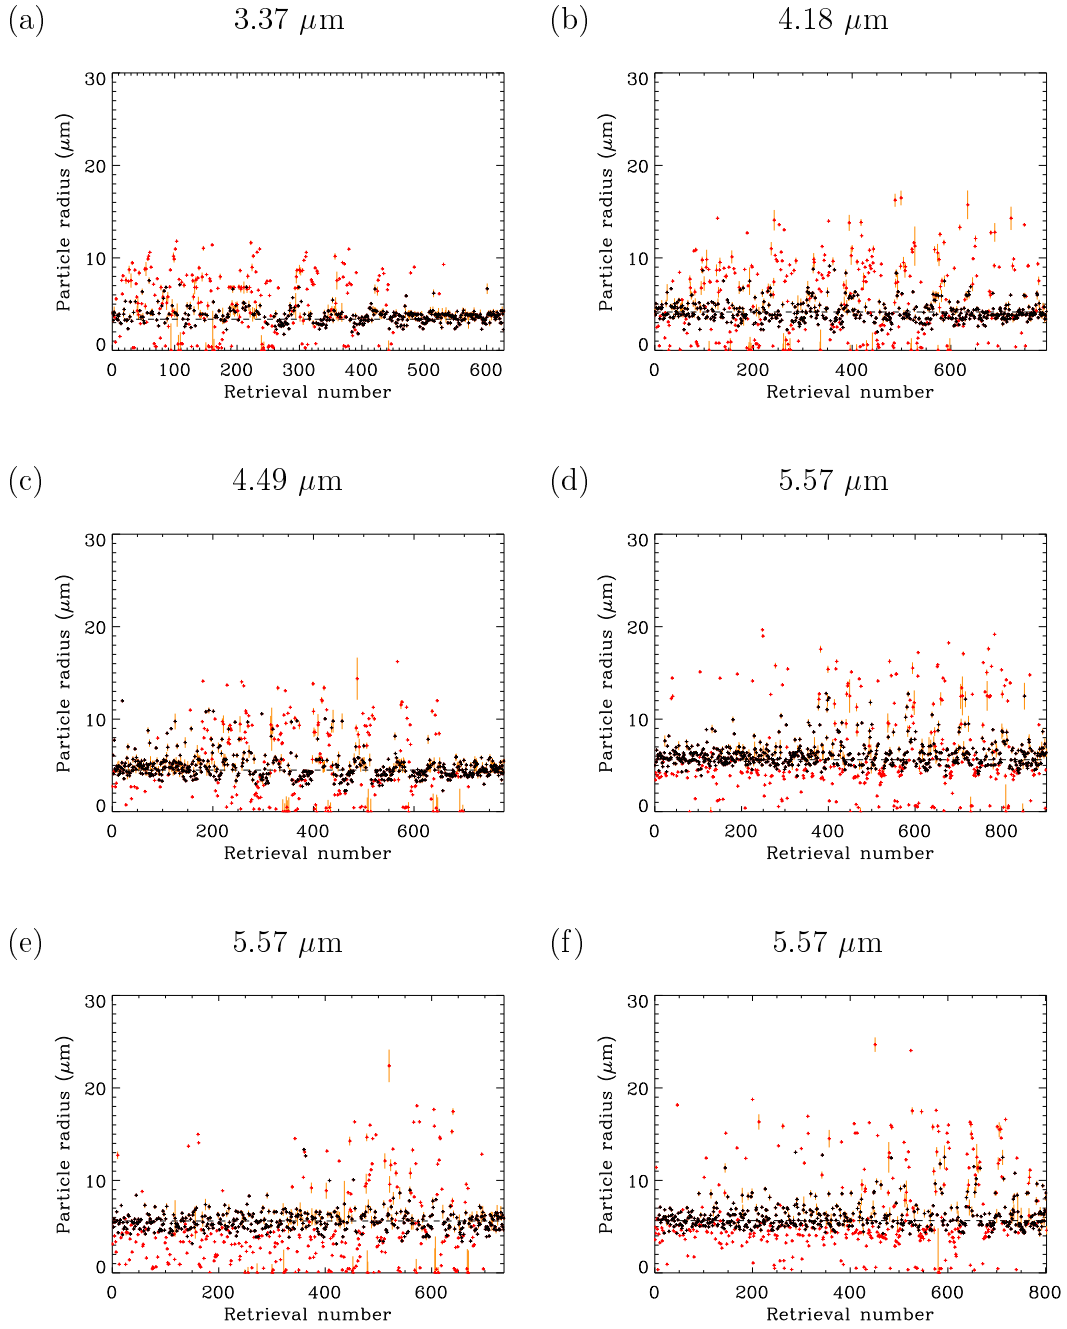 (a) 3.37 μm
(b) 4.18 μm
30
20
10
0
Particle radius (μm)
0 100 200 300 400 500 600
Retrieval number
30
20
10
0
Particle radius (μm)
0 200 400 600
Retrieval number
(c) 4.49 μm
(d) 5.57 μm
30
20
10
0
Particle radius (μm)
0 200 400 600
Retrieval number
30
20
10
0
Particle radius (μm)
0 200 400 600 800
Retrieval number
(e) 5.57 μm
(f) 5.57 μm
30
20
10
0
Particle radius (μm)
0 200 400 600
Retrieval number
30
20
10
0
Particle radius (μm)
0 200 400 600 800
Retrieval number